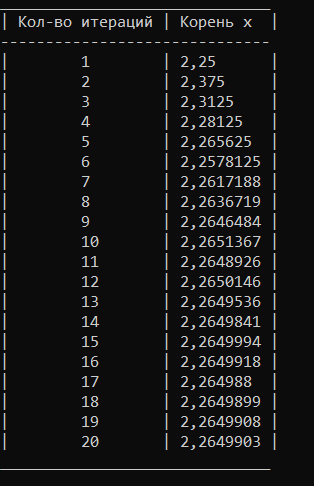 | Кол-во итераций | Корень x |
----------------------------
| 1 | 2,25 |
| 2 | 2,375 |
| 3 | 2,3125 |
| 4 | 2,28125 |
| 5 | 2,265625 |
| 6 | 2,2578125 |
| 7 | 2,2617188 |
| 8 | 2,2636719 |
| 9 | 2,2646484 |
| 10 | 2,2651367 |
| 11 | 2,2648926 |
| 12 | 2,2650146 |
| 13 | 2,2649536 |
| 14 | 2,2649841 |
| 15 | 2,2649994 |
| 16 | 2,2649918 |
| 17 | 2,264988 |
| 18 | 2,2649899 |
| 19 | 2,2649908 |
| 20 | 2,2649903 |